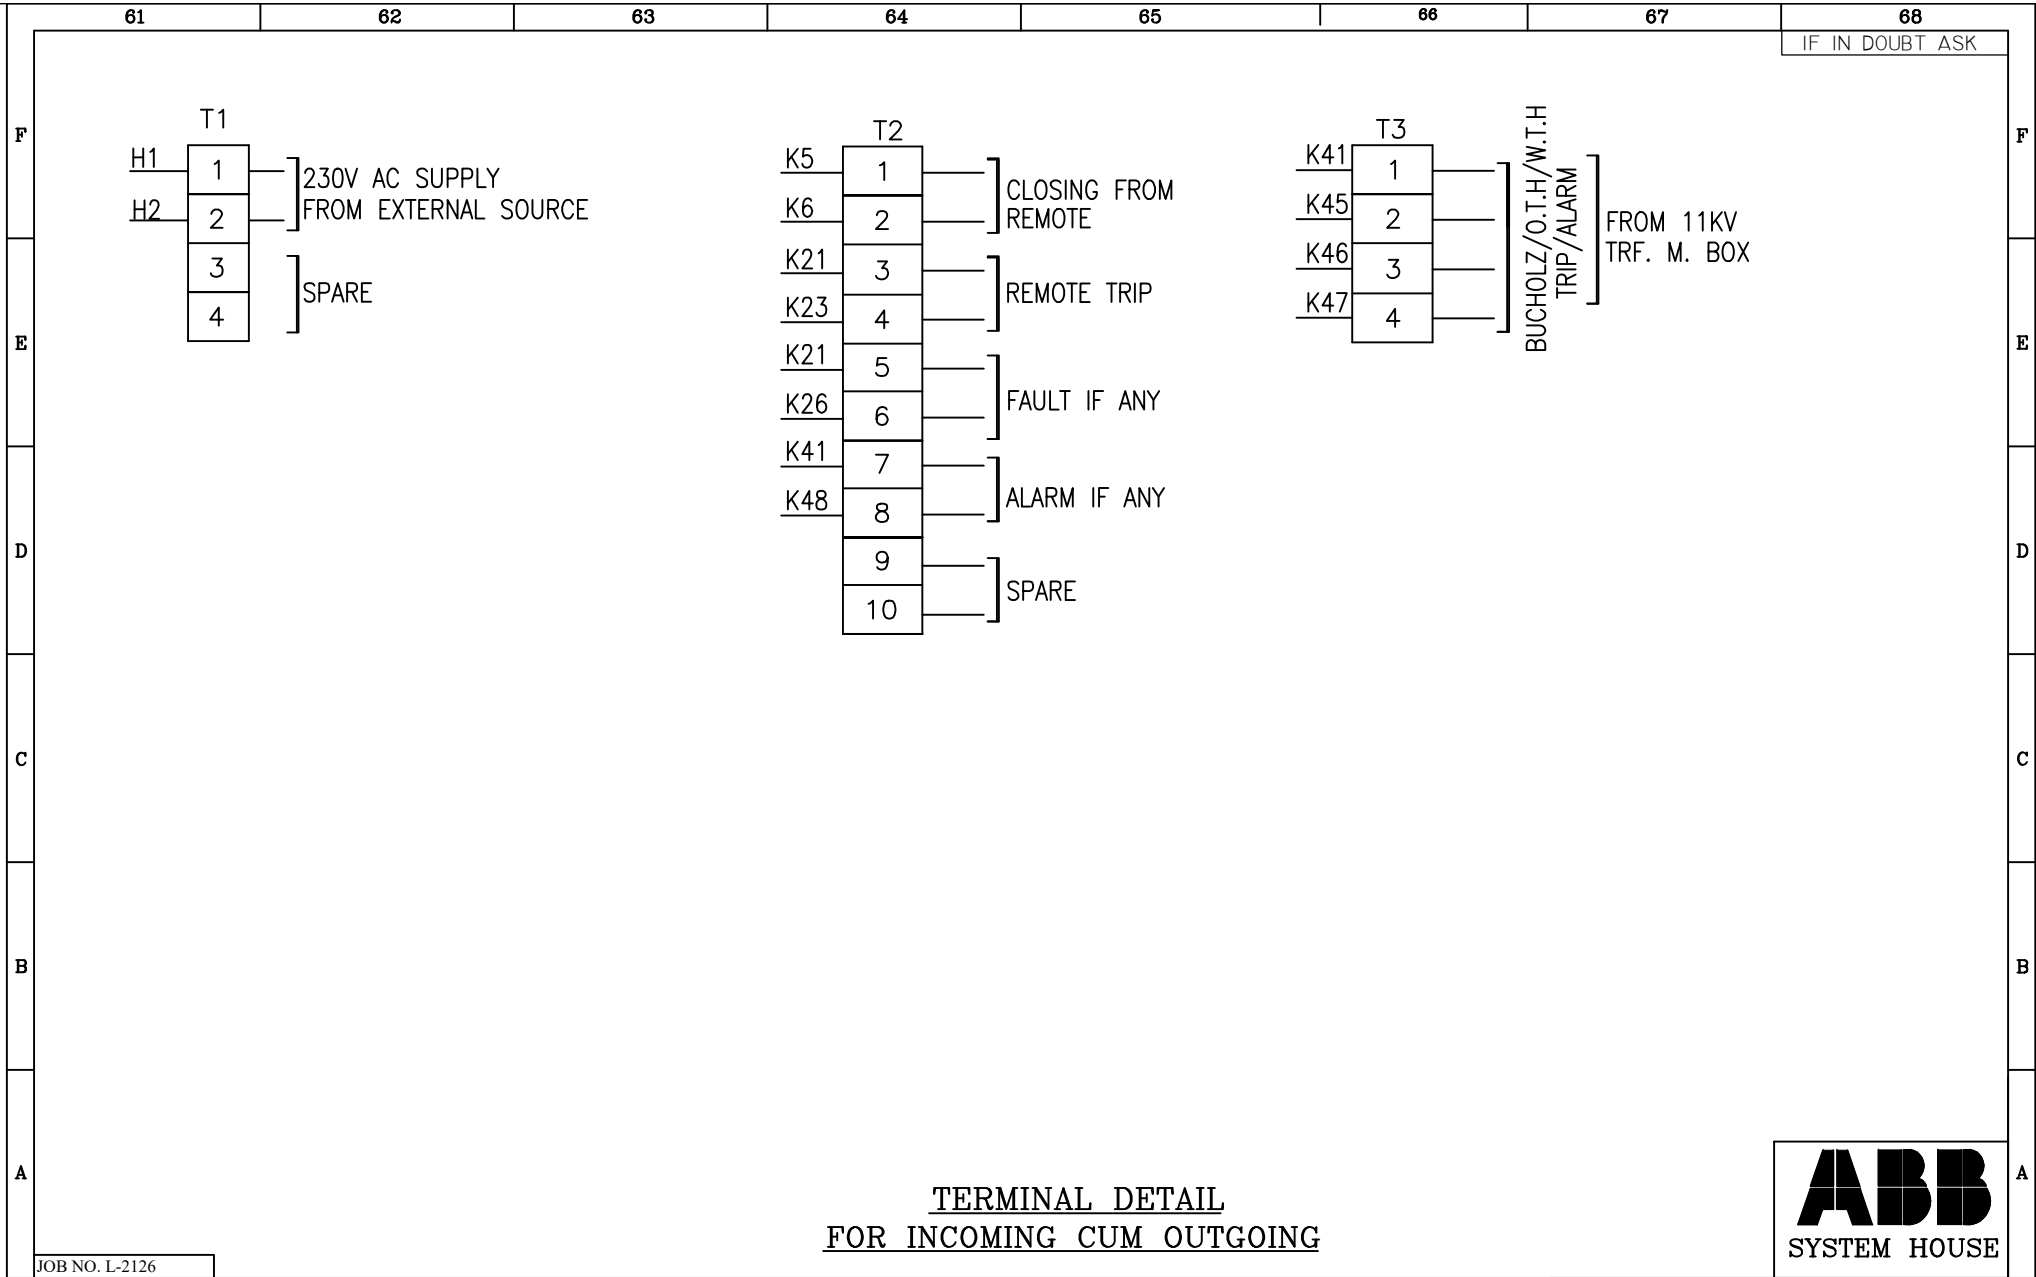 61 62 63 64 65 66 67 68
IF IN DOUBT ASK
F
E
D
C
B
A
T1
H1 1
H2 2
3
4
230V AC SUPPLY
FROM EXTERNAL SOURCE
SPARE
T2
K5 1
K6 2
K21 3
K23 4
K21 5
K26 6
K41 7
K48 8
9
10
CLOSING FROM
REMOTE
REMOTE TRIP
FAULT IF ANY
ALARM IF ANY
SPARE
T3
K41 1
K45 2
K46 3
K47 4
BUCHOLZ/O.T.H/W.T.H
TRIP/ALARM
FROM 11KV
TRF. M. BOX
F
E
D
C
B
A
TERMINAL DETAIL
FOR INCOMING CUM OUTGOING
JOB NO. L-2126
ABB
SYSTEM HOUSE